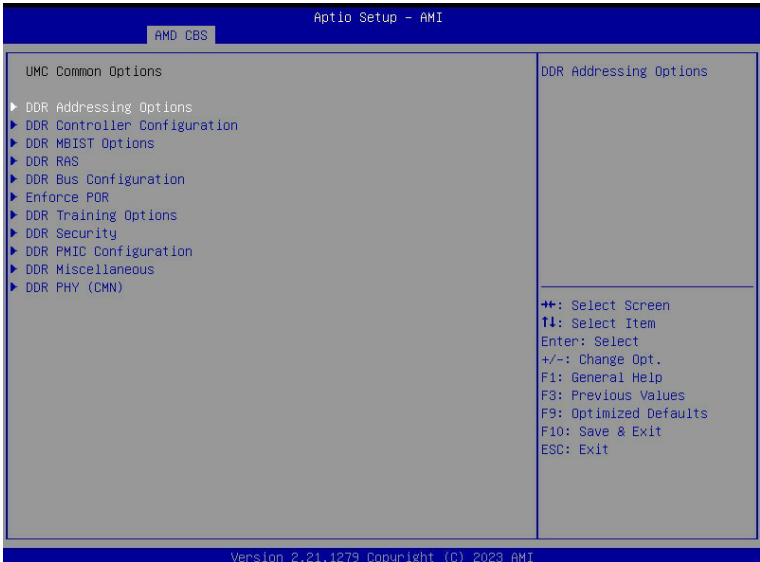 Aptio Setup – AMI
AMD CBS
UMC Common Options
DDR Addressing Options
DDR Controller Configuration
DDR MBIST Options
DDR RAS
DDR Bus Configuration
Enforce POR
DDR Training Options
DDR Security
DDR PMIC Configuration
DDR Miscellaneous
DDR PHY (CMN)
DDR Addressing Options
→←: Select Screen
↑↓: Select Item
Enter: Select
+/-: Change Opt.
F1: General Help
F3: Previous Values
F9: Optimized Defaults
F10: Save & Exit
ESC: Exit
Version 2.21.1279 Copyright (C) 2023 AMI